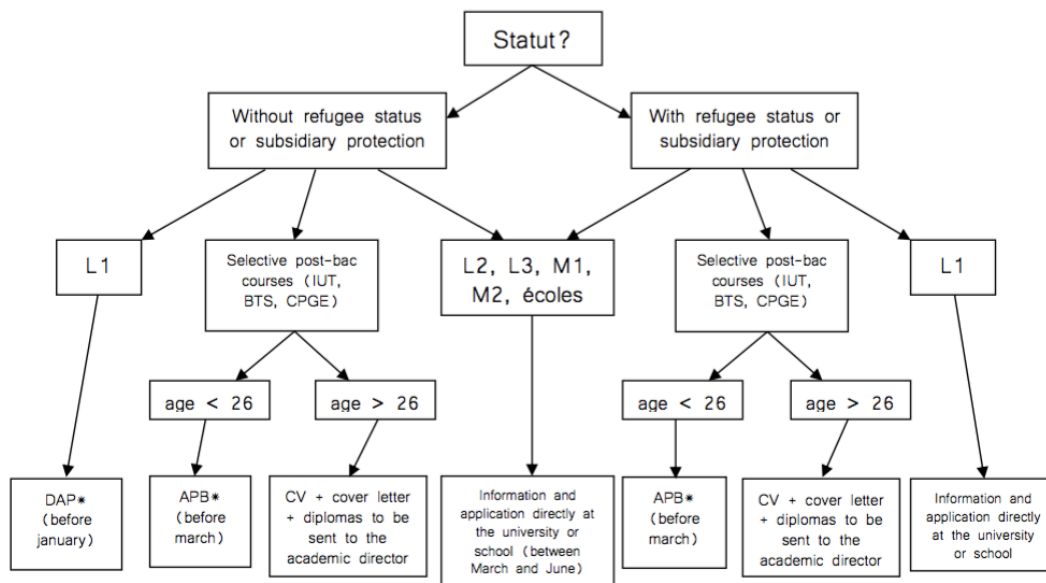 Statut?
Without refugee status
or subsidiary protection
With refugee status or
subsidiary protection
L1
Selective post-bac
courses (IUT,
BTS, CPGE)
L2, L3, M1,
M2, écoles
Selective post-bac
courses (IUT,
BTS, CPGE)
L1
age < 26
age > 26
age < 26
age > 26
DAP*
(before
january)
APB*
(before
march)
CV + cover letter
+ diplomas to be
sent to the
academic director
Information and
application directly at
the university or
school (between
March and June)
APB*
(before
march)
CV + cover letter
+ diplomas to be
sent to the
academic director
Information and
application directly
at the university
or school